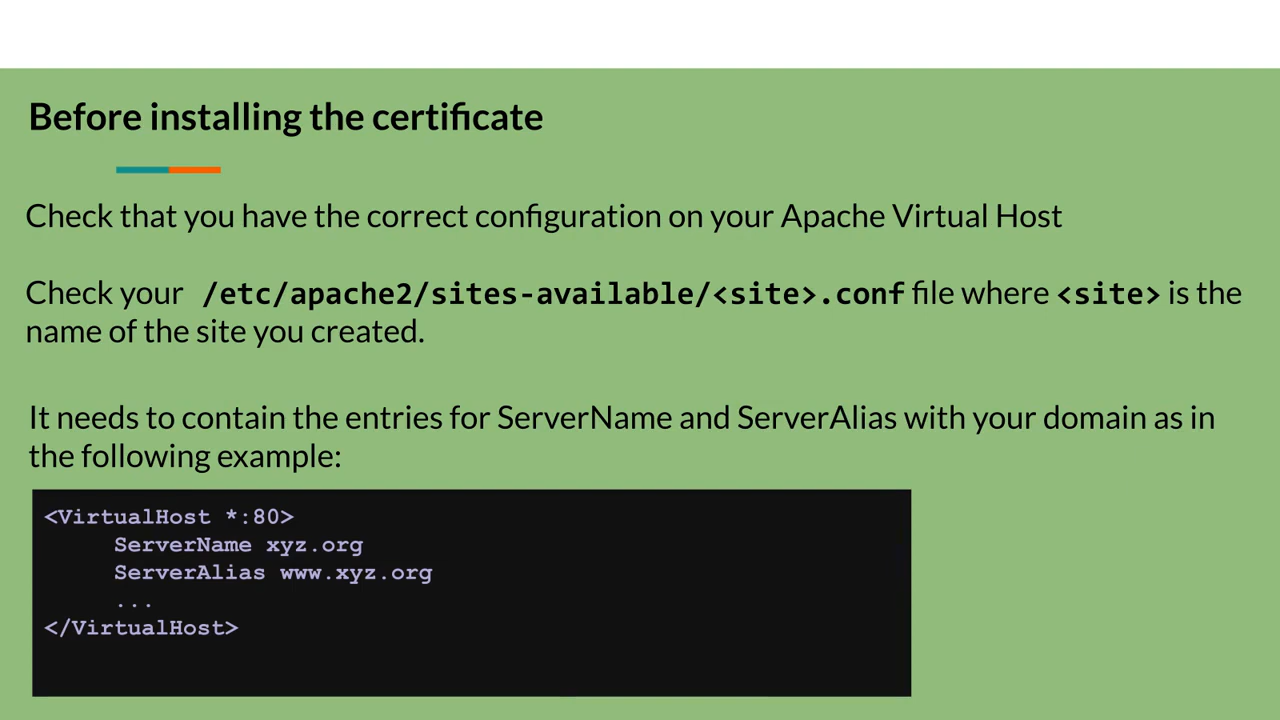 Before installing the certificate
Check that you have the correct configuration on your Apache Virtual Host
Check your /etc/apache2/sites-available/<site>.conf file where <site> is the
name of the site you created.
It needs to contain the entries for ServerName and ServerAlias with your domain as in
the following example:
<VirtualHost *:80>
ServerName xyz.org
ServerAlias www.xyz.org
...
</VirtualHost>